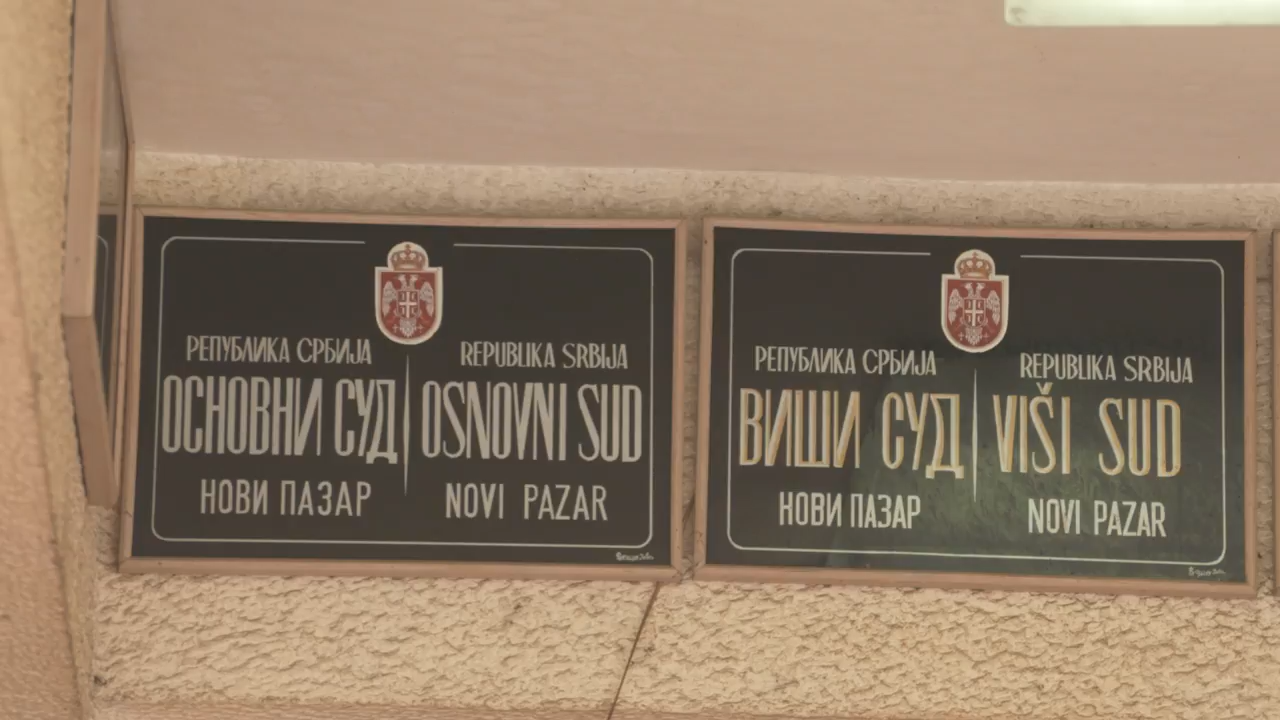 РЕПУБЛИКА СРБИЈА
ОСНОВНИ СУД
НОВИ ПАЗАР
REPUBLIKA SRBIJA
OSNOVNI SUD
NOVI PAZAR
РЕПУБЛИКА СРБИЈА
ВИШИ СУД
НОВИ ПАЗАР
REPUBLIKA SRBIJA
VIŠI SUD
NOVI PAZAR